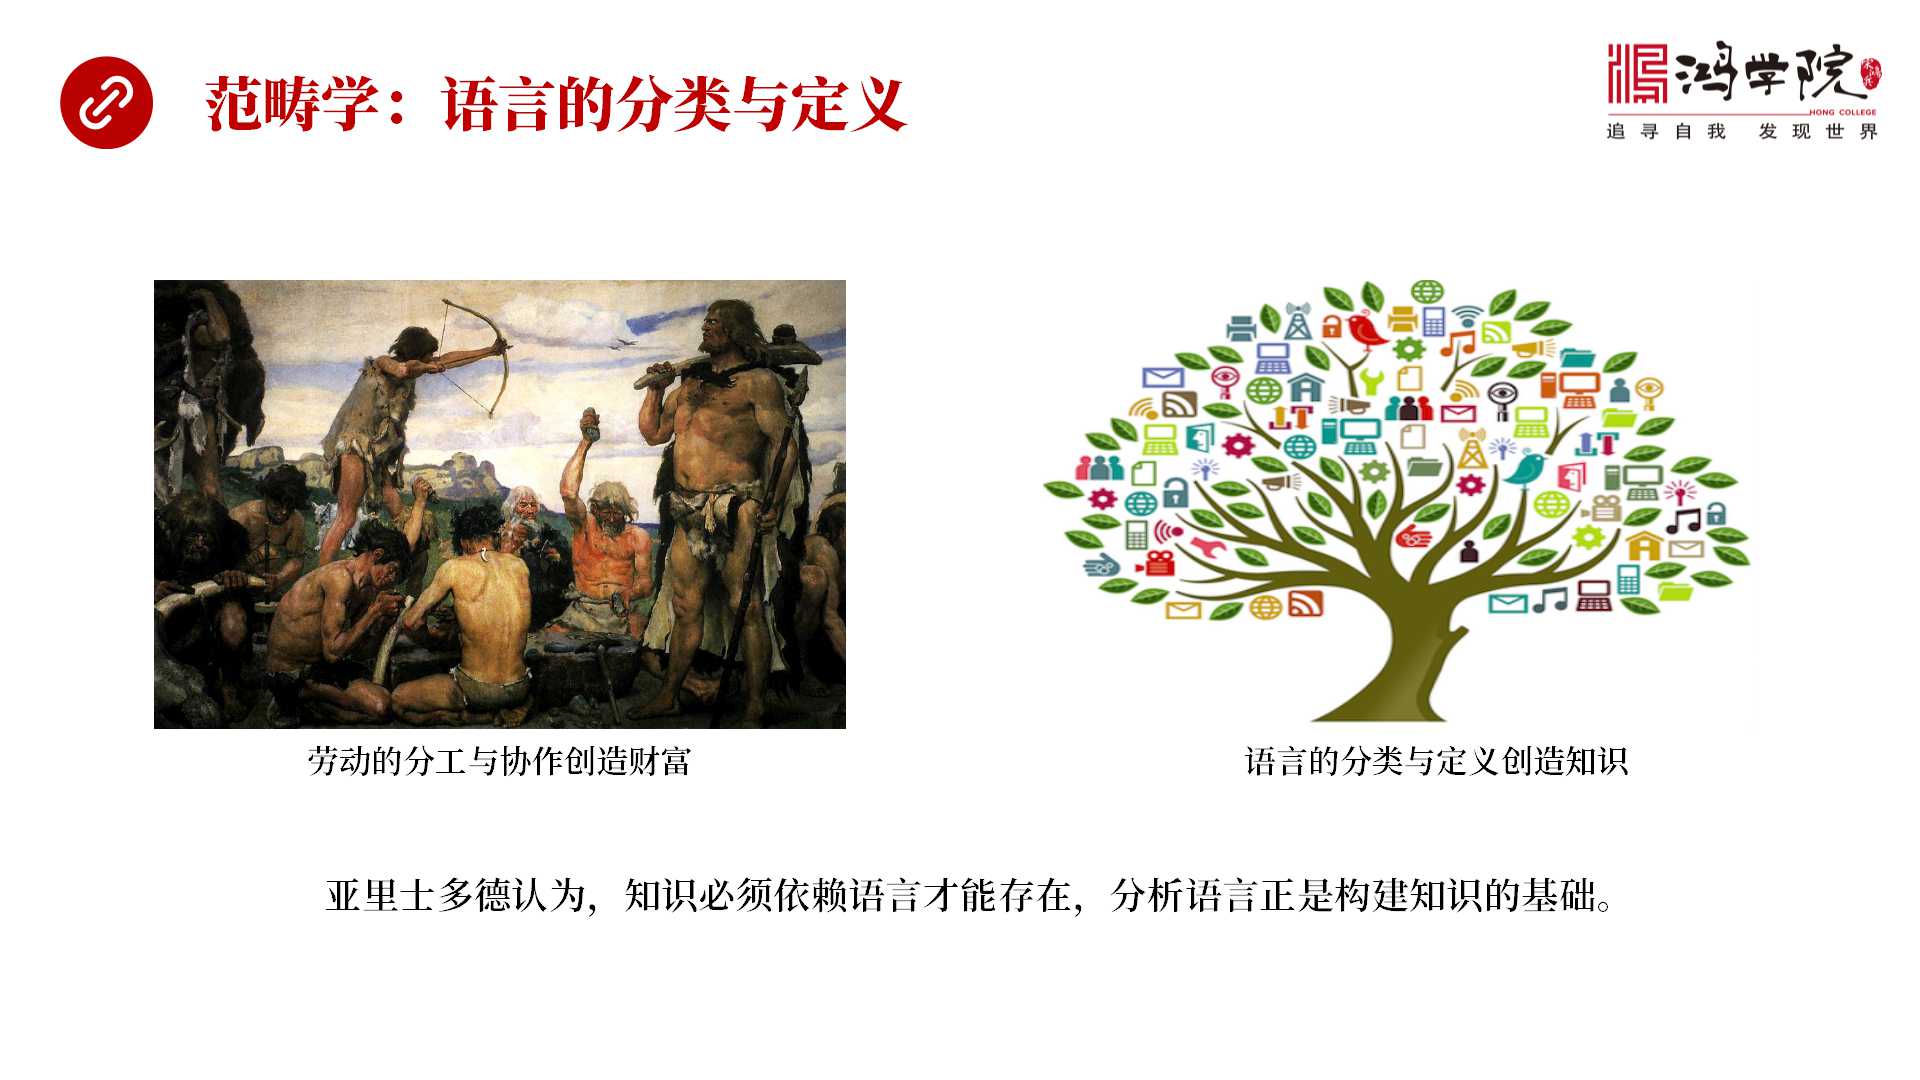 范畴学：语言的分类与定义
鸿学院
HONG COLLEGE
追寻自我 发现世界
劳动的分工与协作创造财富
语言的分类与定义创造知识
亚里士多德认为，知识必须依赖语言才能存在，分析语言正是构建知识的基础。